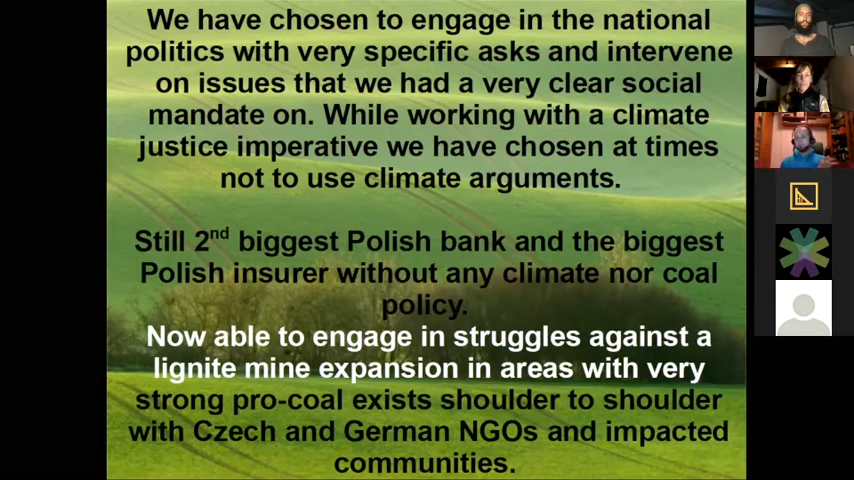 We have chosen to engage in the national
politics with very specific asks and intervene
on issues that we had a very clear social
mandate on. While working with a climate
justice imperative we have chosen at times
not to use climate arguments.
Still 2nd biggest Polish bank and the biggest
Polish insurer without any climate nor coal
policy.
Now able to engage in struggles against a
lignite mine expansion in areas with very
strong pro-coal exists shoulder to shoulder
with Czech and German NGOs and impacted
communities.